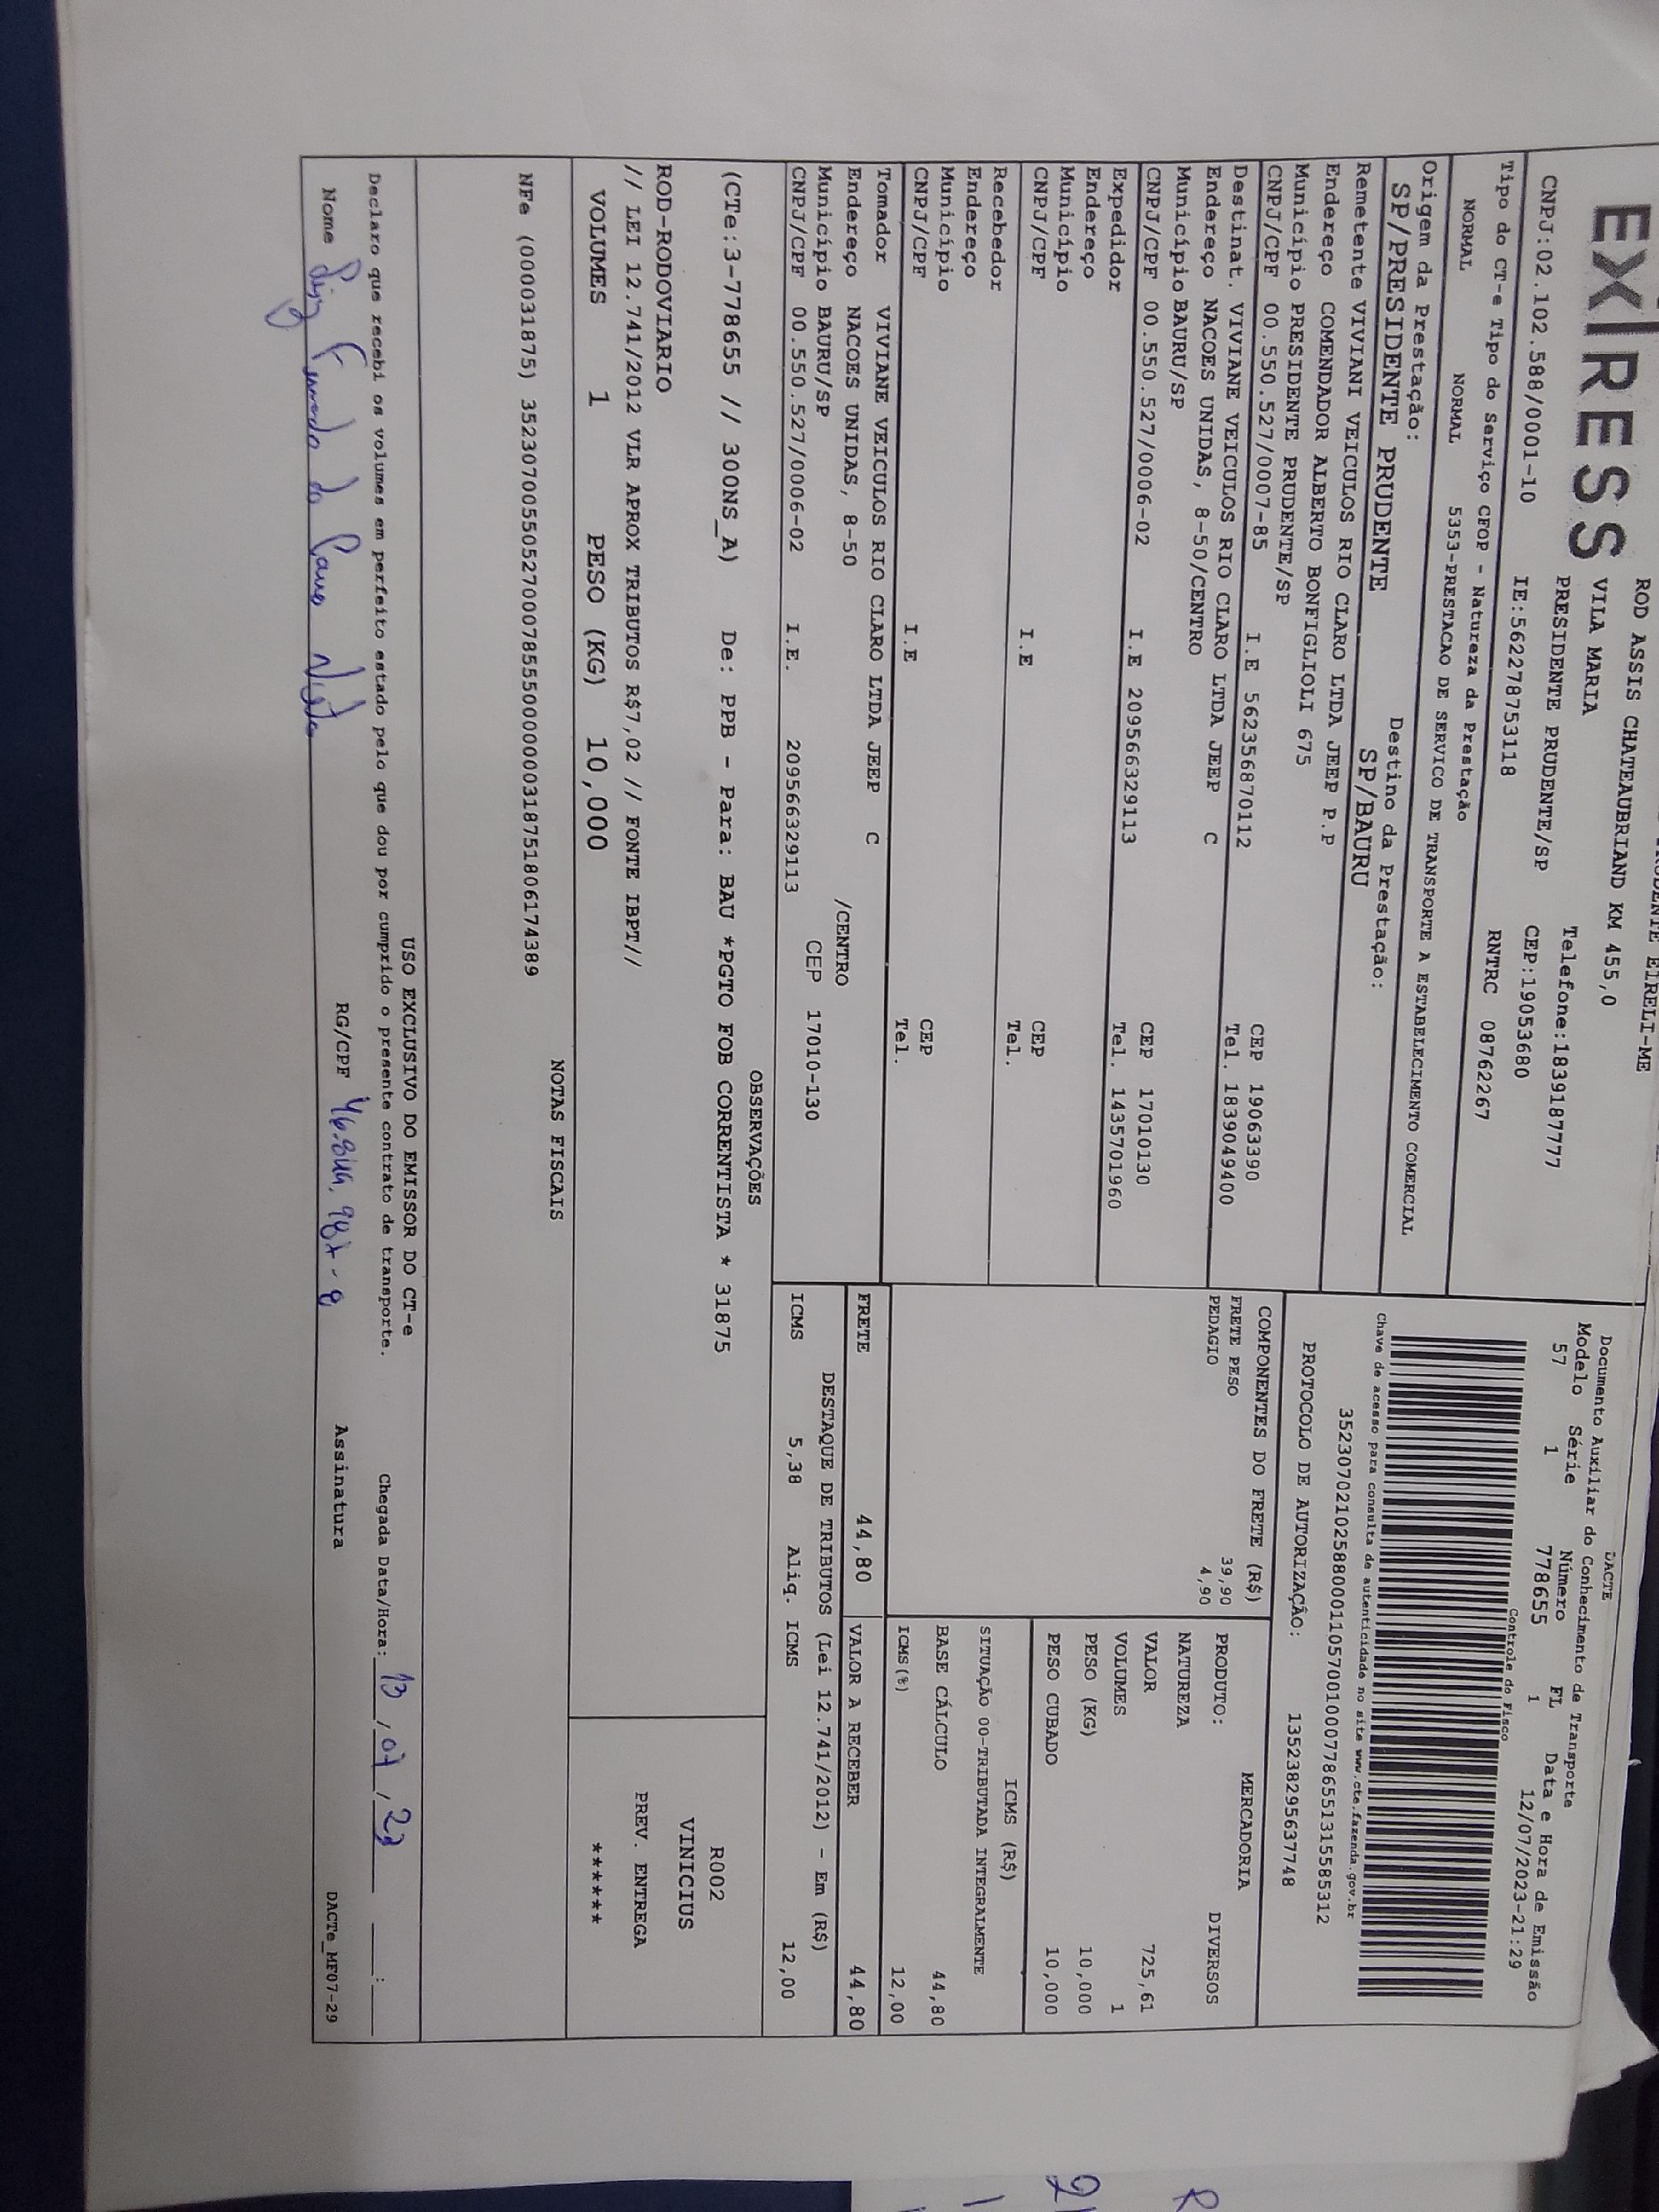 EXPRESS
ROD ASSIS CHATEAUBRIAND KM 455,0
VILA MARIA
PRESIDENTE PRUDENTE/SP Telefone:1839187777
CNPJ:02.102.588/0001-10 IE:562278753118 CEP:19053680
Tipo do CT-e Tipo do Serviço CFOP - Natureza da Prestação RNTRC 08762267
NORMAL NORMAL 5353-PRESTACAO DE SERVICO DE TRANSPORTE A ESTABELECIMENTO COMERCIAL
Origem da Prestação: Destino da Prestação:
SP/PRESIDENTE PRUDENTE SP/BAURU
DACTE
Documento Auxiliar do Conhecimento de Transporte
Modelo Série Número FL Data e Hora de Emissão
57 1 778655 1 12/07/2023-21:29
Controle do Fisco
Chave de acesso para consulta de autenticidade no site www.cte.fazenda.gov.br
35230702102588000110570010007786551315585312
PROTOCOLO DE AUTORIZAÇÃO: 135238295637748
Remetente VIVIANI VEICULOS RIO CLARO LTDA JEEP P.P
Endereço COMENDADOR ALBERTO BONFIGLIOLI 675
Município PRESIDENTE PRUDENTE/SP CEP 19063390
CNPJ/CPF 00.550.527/0007-85 I.E 562356870112 Tel. 1839049400
Destinat. VIVIANE VEICULOS RIO CLARO LTDA JEEP C
Endereço NACOES UNIDAS, 8-50/CENTRO
Município BAURU/SP CEP 17010130
CNPJ/CPF 00.550.527/0006-02 I.E 209566329113 Tel. 1435701960
Expedidor
Endereço
Município CEP
CNPJ/CPF I.E Tel.
Recebedor
Endereço
Município CEP
CNPJ/CPF I.E Tel.
Tomador VIVIANE VEICULOS RIO CLARO LTDA JEEP C
Endereço NACOES UNIDAS, 8-50 /CENTRO
Município BAURU/SP CEP 17010-130
CNPJ/CPF 00.550.527/0006-02 I.E. 209566329113
COMPONENTES DO FRETE (R$)
FRETE PESO 39,90
PEDAGIO 4,90
MERCADORIA
PRODUTO: DIVERSOS
NATUREZA
VALOR 725,61
VOLUMES 1
PESO (KG) 10,000
PESO CUBADO 10,000
ICMS (R$)
SITUAÇÃO 00-TRIBUTADA INTEGRALMENTE
BASE CÁLCULO 44,80
ICMS(%) 12,00
FRETE 44,80 VALOR A RECEBER 44,80
DESTAQUE DE TRIBUTOS (Lei 12.741/2012) - Em (R$)
ICMS 5,38 Aliq. ICMS 12,00
OBSERVAÇÕES
(CTe:3-778655 // 300NS_A) De: PPB - Para: BAU *PGTO FOB CORRENTISTA * 31875
ROD-RODOVIARIO
// LEI 12.741/2012 VLR APROX TRIBUTOS R$7,02 // FONTE IBPT//
VOLUMES 1 PESO (KG) 10,000
R002
VINICIUS
PREV. ENTREGA
******
NOTAS FISCAIS
NFe (000031875) 35230700550527000785550000000318751806174389
USO EXCLUSIVO DO EMISSOR DO CT-e
Declaro que recebi os volumes em perfeito estado pelo que dou por cumprido o presente contrato de transporte. Chegada Data/Hora: 13/07/23 :
Nome RG/CPF Assinatura
DACTe_MF07-29